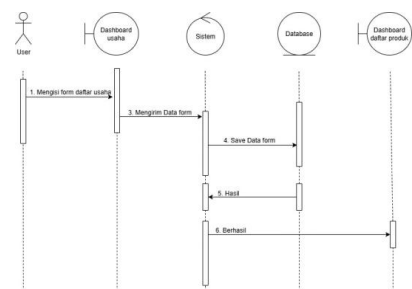 User
Dashboard
usaha
Sistem
Database
Dashboard
daftar produk
1. Mengisi form daftar usaha
3. Mengirim Data form
4. Save Data form
5. Hasil
6. Berhasil